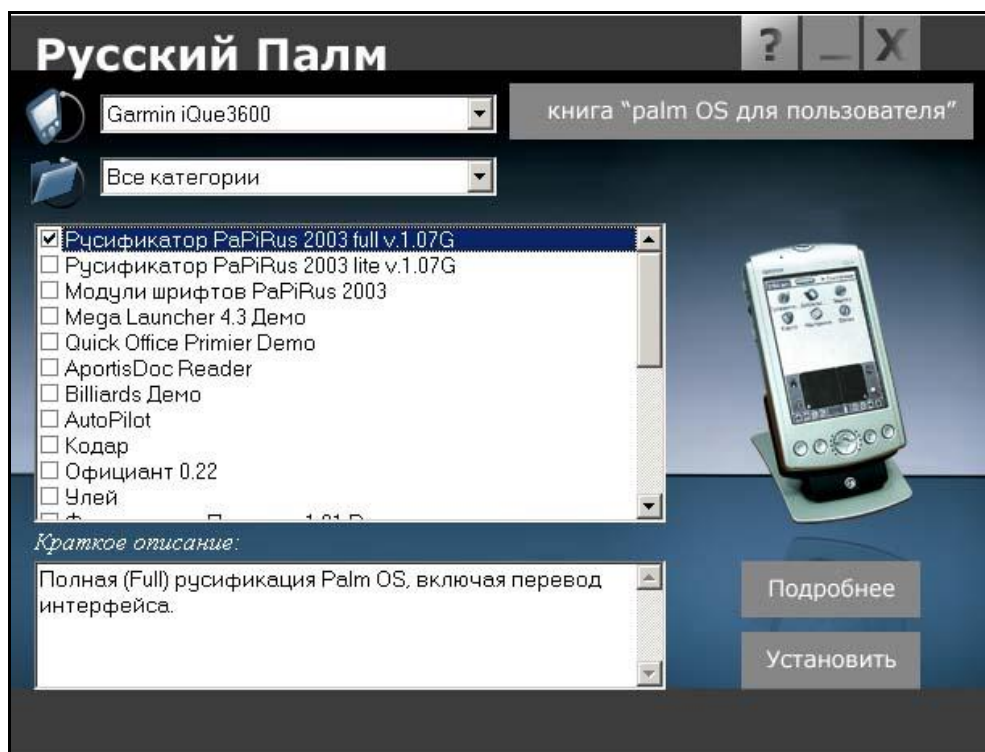 Русский Палм
? _ X
Garmin iQue3600
книга "palm OS для пользователя"
Все категории
Русификатор PaPiRus 2003 full v.1.07G
Русификатор PaPiRus 2003 lite v.1.07G
Модули шрифтов PaPiRus 2003
Mega Launcher 4.3 Демо
Quick Office Primier Demo
AportisDoc Reader
Billiards Демо
AutoPilot
Кодар
Официант 0.22
Улей
Краткое описание:
Полная (Full) русификация Palm OS, включая перевод
интерфейса.
Подробнее
Установить